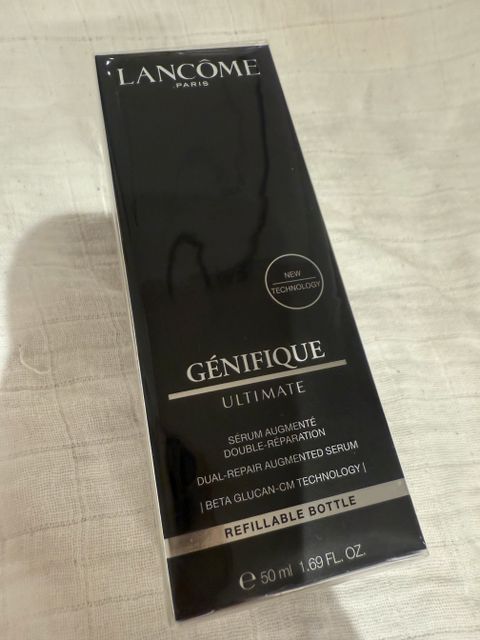 LANCÔME
PARIS
NEW
TECHNOLOGY
GÉNIFIQUE
ULTIMATE
SÉRUM AUGMENTÉ
DOUBLE-RÉPARATION
DUAL-REPAIR AUGMENTED SERUM
| BETA GLUCAN-CM TECHNOLOGY |
REFILLABLE BOTTLE
℮ 50 ml 1.69 FL. OZ.